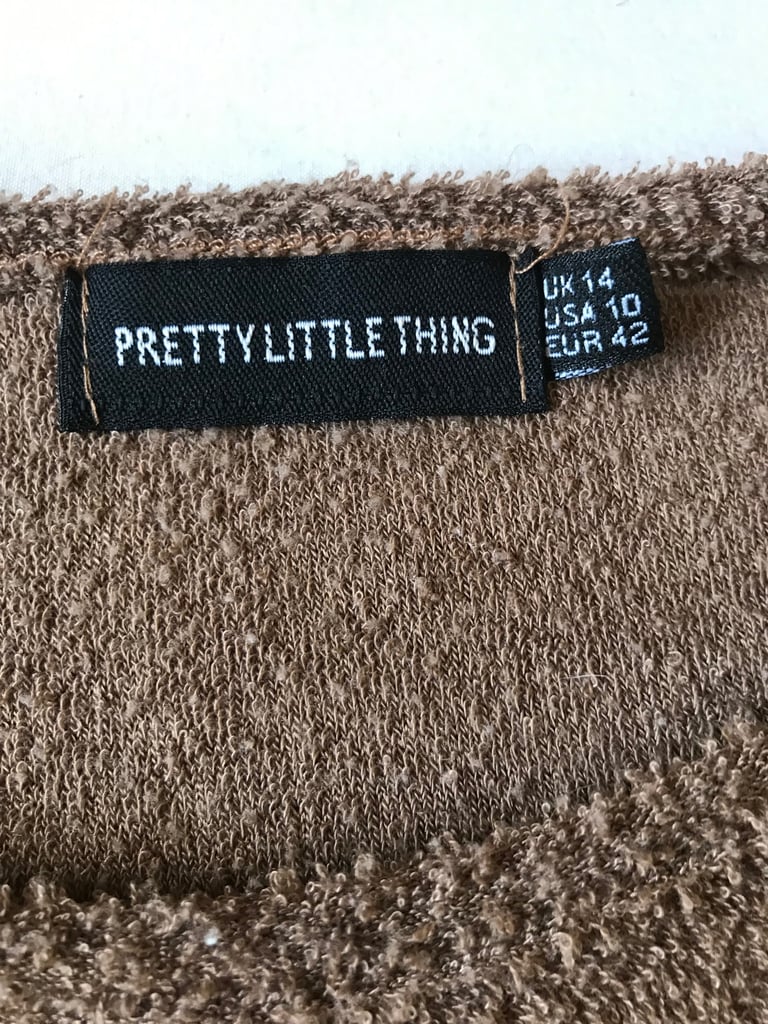 PRETTYLITTLETHING
UK 14
USA 10
EUR 42